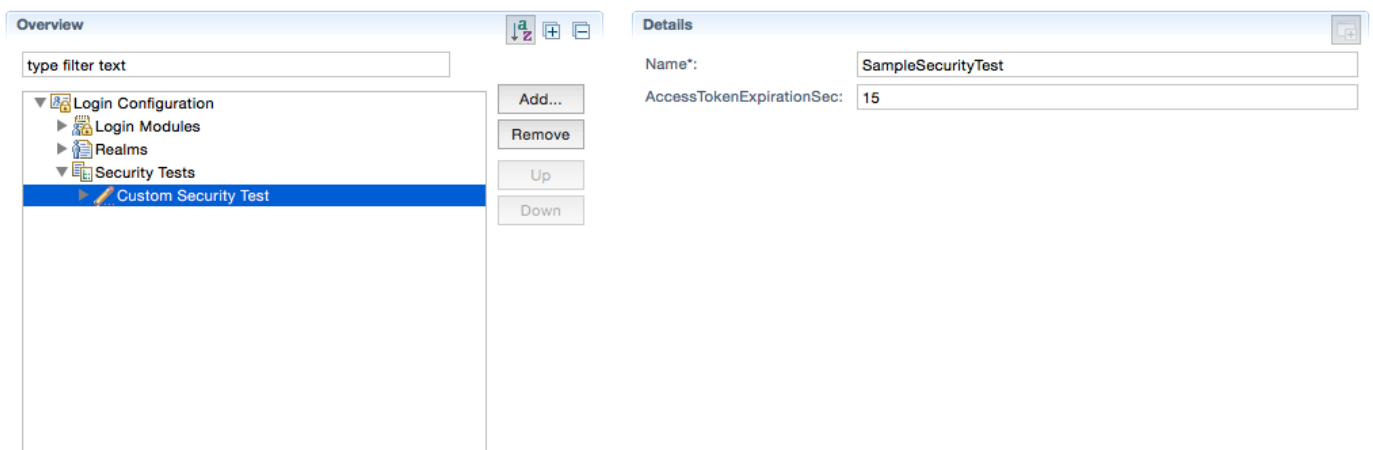 Overview
type filter text
Login Configuration
Login Modules
Realms
Security Tests
Custom Security Test
Add...
Remove
Up
Down
Details
Name*: SampleSecurityTest
AccessTokenExpirationSec: 15